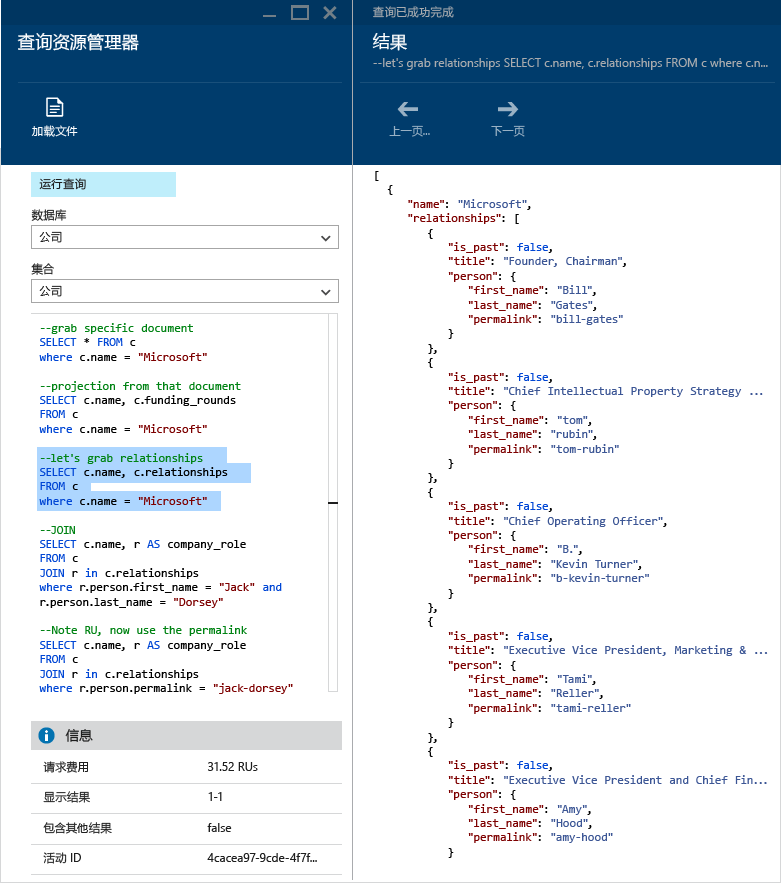 查询资源管理器
加载文件
运行查询
数据库
公司
集合
公司
--grab specific document
SELECT * FROM c
where c.name = "Microsoft"
--projection from that document
SELECT c.name, c.funding_rounds
FROM c
where c.name = "Microsoft"
--let's grab relationships
SELECT c.name, c.relationships
FROM c
where c.name = "Microsoft"
--JOIN
SELECT c.name, r AS company_role
FROM c
JOIN r in c.relationships
where r.person.first_name = "Jack" and
r.person.last_name = "Dorsey"
--Note RU, now use the permalink
SELECT c.name, r AS company_role
FROM c
JOIN r in c.relationships
where r.person.permalink = "jack-dorsey"
信息
请求费用 31.52 RUs
显示结果 1-1
包含其他结果 false
活动 ID 4cacea97-9cde-4f7f...
查询已成功完成
结果
--let's grab relationships SELECT c.name, c.relationships FROM c where c.n...
上一页... 下一页
[
{
"name": "Microsoft",
"relationships": [
{
"is_past": false,
"title": "Founder, Chairman",
"person": {
"first_name": "Bill",
"last_name": "Gates",
"permalink": "bill-gates"
}
},
{
"is_past": false,
"title": "Chief Intellectual Property Strategy ...
"person": {
"first_name": "tom",
"last_name": "rubin",
"permalink": "tom-rubin"
}
},
{
"is_past": false,
"title": "Chief Operating Officer",
"person": {
"first_name": "B.",
"last_name": "Kevin Turner",
"permalink": "b-kevin-turner"
}
},
{
"is_past": false,
"title": "Executive Vice President, Marketing & ...
"person": {
"first_name": "Tami",
"last_name": "Reller",
"permalink": "tami-reller"
}
},
{
"is_past": false,
"title": "Executive Vice President and Chief Fin...
"person": {
"first_name": "Amy",
"last_name": "Hood",
"permalink": "amy-hood"
}